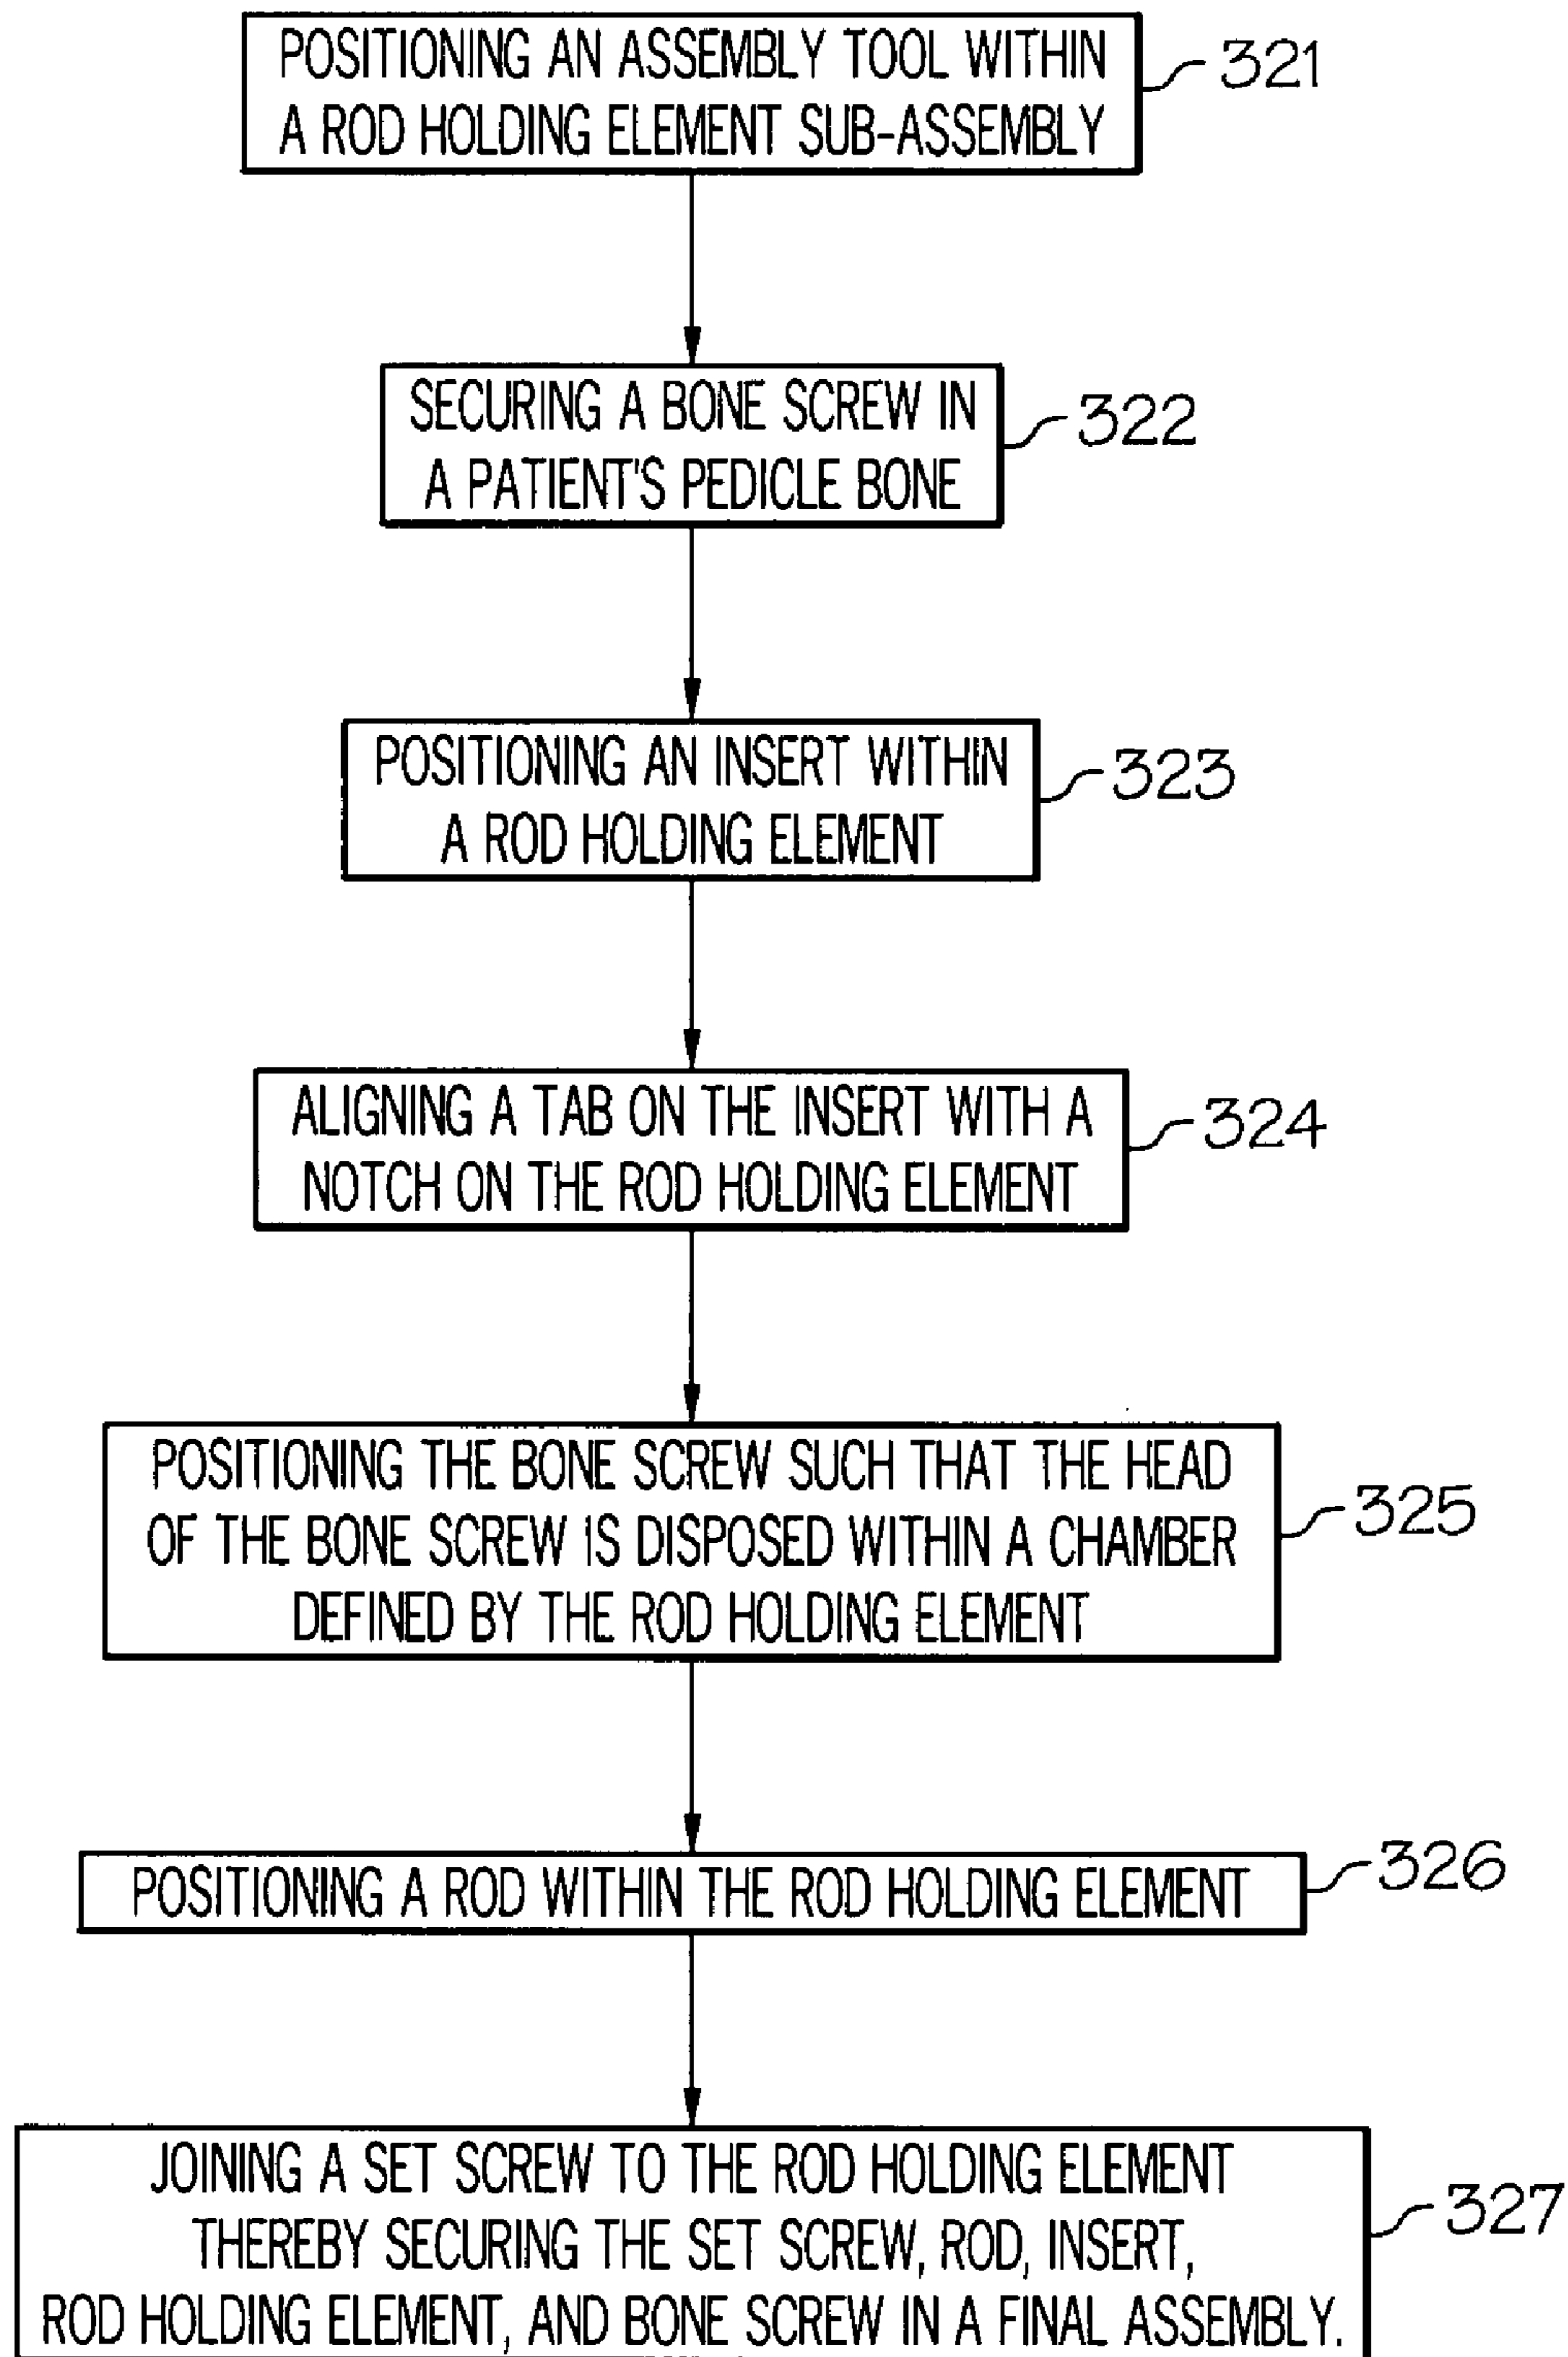 POSITIONING AN ASSEMBLY TOOL WITHIN
A ROD HOLDING ELEMENT SUB-ASSEMBLY
321
SECURING A BONE SCREW IN
A PATIENT'S PEDICLE BONE
322
POSITIONING AN INSERT WITHIN
A ROD HOLDING ELEMENT
323
ALIGNING A TAB ON THE INSERT WITH A
NOTCH ON THE ROD HOLDING ELEMENT
324
POSITIONING THE BONE SCREW SUCH THAT THE HEAD
OF THE BONE SCREW IS DISPOSED WITHIN A CHAMBER
DEFINED BY THE ROD HOLDING ELEMENT
325
POSITIONING A ROD WITHIN THE ROD HOLDING ELEMENT
326
JOINING A SET SCREW TO THE ROD HOLDING ELEMENT
THEREBY SECURING THE SET SCREW, ROD, INSERT,
ROD HOLDING ELEMENT, AND BONE SCREW IN A FINAL ASSEMBLY.
327